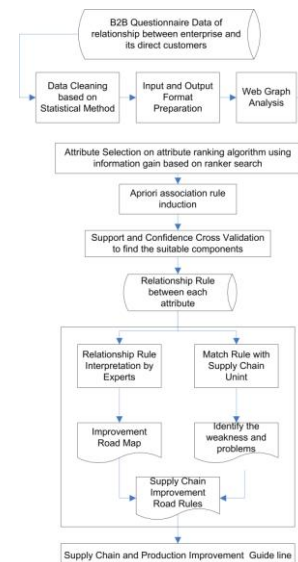 B2B Questionnaire Data of
relationship between enterprise and
its direct customers
Data Cleaning
based on
Statistical Method
Input and Output
Format
Preparation
Web Graph
Analysis
Attribute Selection on attribute ranking algorithm using
information gain based on ranker search
Apriori association rule
induction
Support and Confidence Cross Validation
to find the suitable components
Relationship Rule
between each
attribute
Relationship Rule
Interpretation by
Experts
Match Rule with
Supply Chain
Unint
Improvement
Road Map
Identify the
weakness and
problems
Supply Chain
Improvement
Road Rules
Supply Chain and Production Improvement Guide line